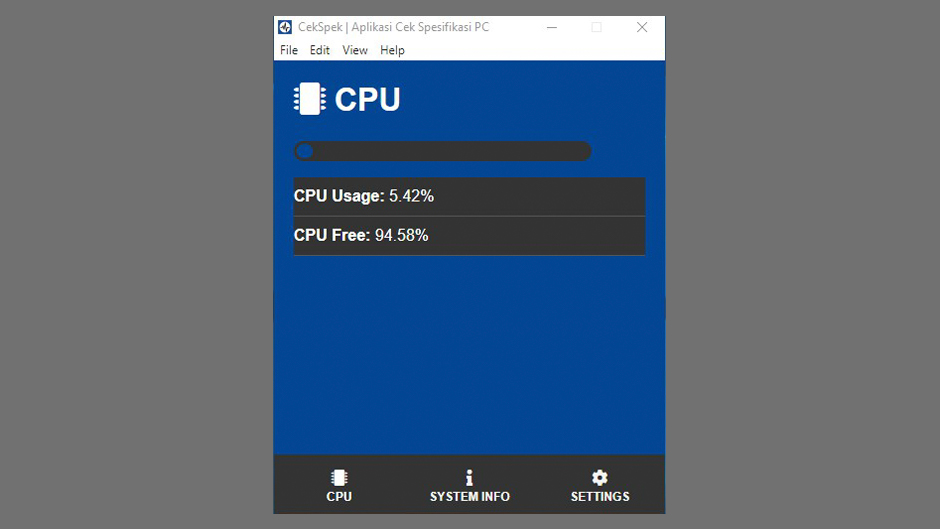 CekSpek | Aplikasi Cek Spesifikasi PC
File Edit View Help
CPU
CPU Usage: 5.42%
CPU Free: 94.58%
CPU SYSTEM INFO SETTINGS